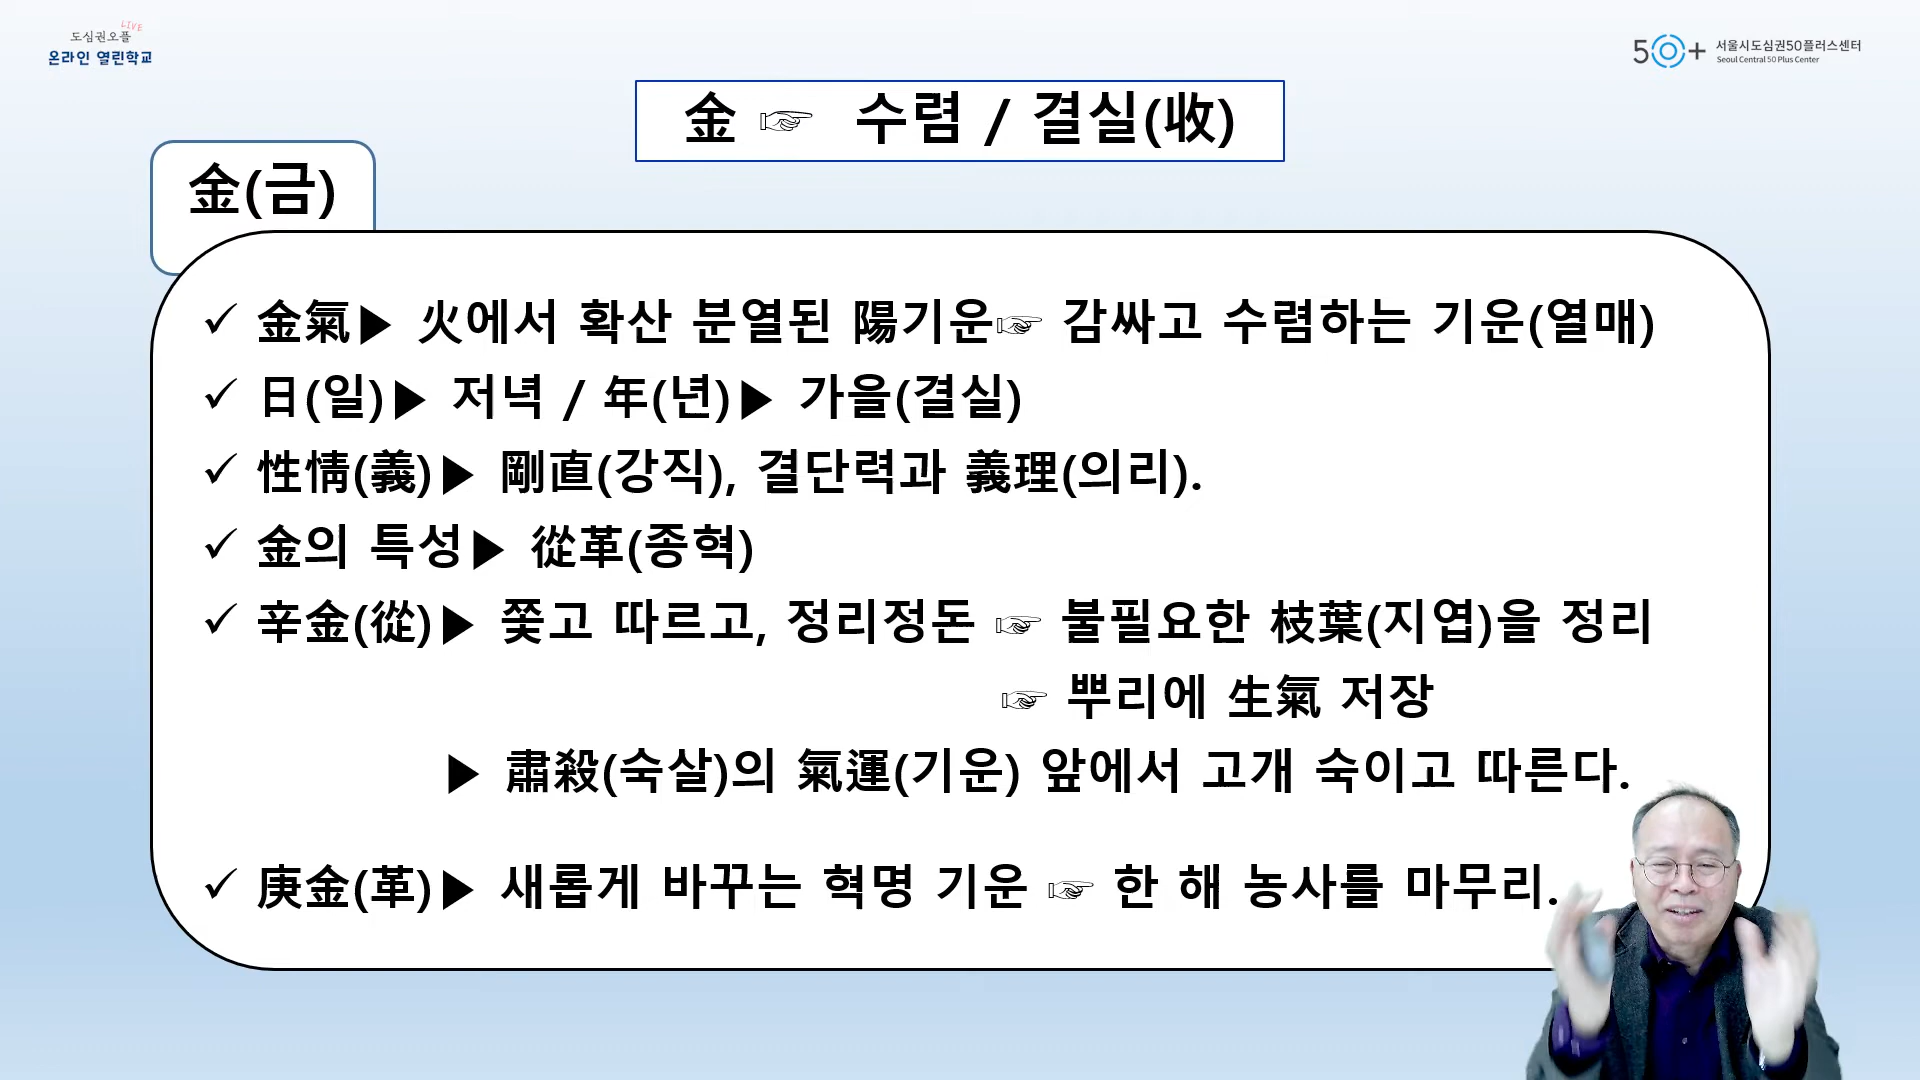 도심권오플 LIVE
온라인 열린학교
50+ 서울시도심권50플러스센터
Seoul Central 50 Plus Center
金 ☞ 수렴 / 결실(收)
金(금)
✓ 金氣▶ 火에서 확산 분열된 陽기운☞ 감싸고 수렴하는 기운(열매)
✓ 日(일)▶ 저녁 / 年(년)▶ 가을(결실)
✓ 性情(義)▶ 剛直(강직), 결단력과 義理(의리).
✓ 金의 특성▶ 從革(종혁)
✓ 辛金(從)▶ 쫓고 따르고, 정리정돈 ☞ 불필요한 枝葉(지엽)을 정리
☞ 뿌리에 生氣 저장
▶ 肅殺(숙살)의 氣運(기운) 앞에서 고개 숙이고 따른다.
✓ 庚金(革)▶ 새롭게 바꾸는 혁명 기운 ☞ 한 해 농사를 마무리.